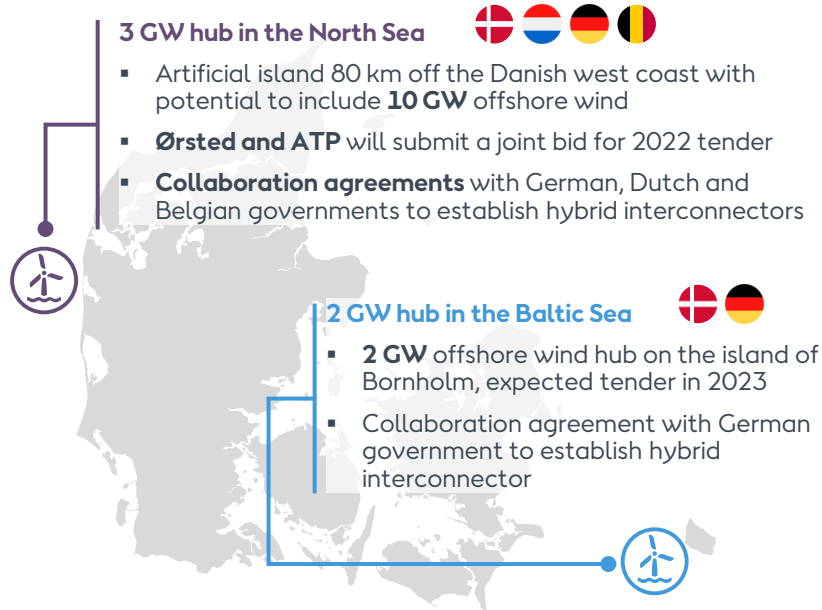 3 GW hub in the North Sea
▪ Artificial island 80 km off the Danish west coast with
potential to include 10 GW offshore wind
▪ Ørsted and ATP will submit a joint bid for 2022 tender
▪ Collaboration agreements with German, Dutch and
Belgian governments to establish hybrid interconnectors
2 GW hub in the Baltic Sea
▪ 2 GW offshore wind hub on the island of
Bornholm, expected tender in 2023
▪ Collaboration agreement with German
government to establish hybrid
interconnector